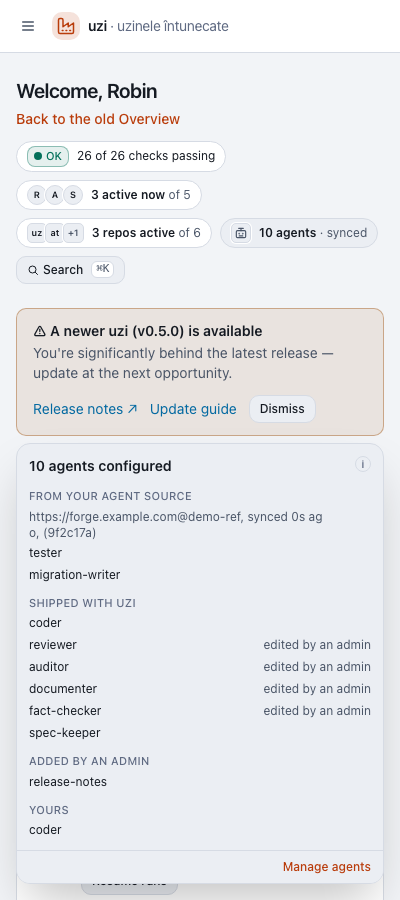 uzi · uzinele întunecate
Welcome, Robin
Back to the old Overview
OK 26 of 26 checks passing
R A S 3 active now of 5
uz at +1 3 repos active of 6
10 agents · synced
Search ⌘K
A newer uzi (v0.5.0) is available
You're significantly behind the latest release —
update at the next opportunity.
Release notes ↗ Update guide Dismiss
10 agents configured i
FROM YOUR AGENT SOURCE
https://forge.example.com@demo-ref, synced 0s ag
o, (9f2c17a)
tester
migration-writer
SHIPPED WITH UZI
coder
reviewer edited by an admin
auditor edited by an admin
documenter edited by an admin
fact-checker edited by an admin
spec-keeper
ADDED BY AN ADMIN
release-notes
YOURS
coder
Manage agents